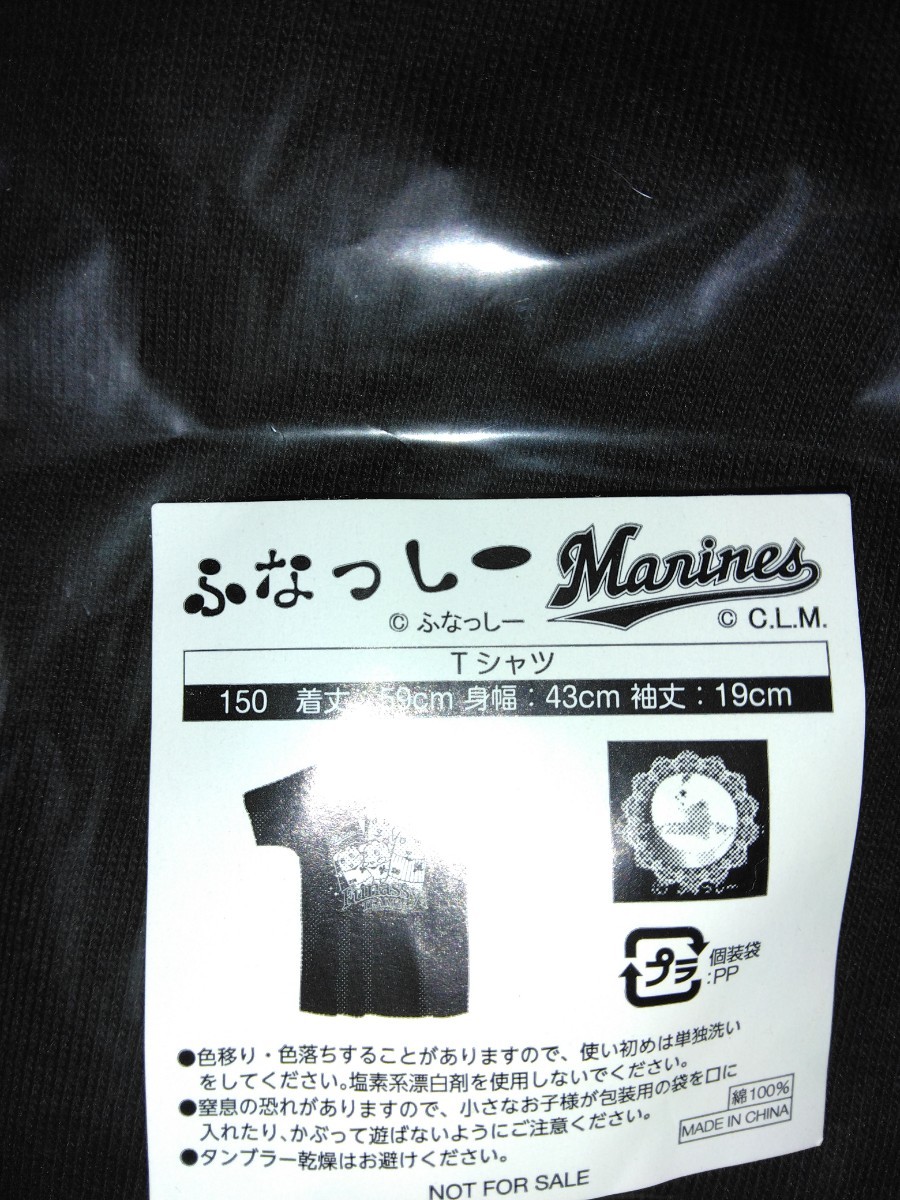 ふなっしー
Marines
© ふなっしー
© C.L.M.
Tシャツ
150 着丈 59cm 身幅：43cm 袖丈：19cm
プラ
個装袋
:PP
●色移り・色落ちすることがありますので、使い初めは単独洗い
をしてください。塩素系漂白剤を使用しないでください。
●窒息の恐れがありますので、小さなお子様が包装用の袋を口に
入れたり、かぶって遊ばないようにご注意ください。
●タンブラー乾燥はお避けください。
綿100%
MADE IN CHINA
NOT FOR SALE